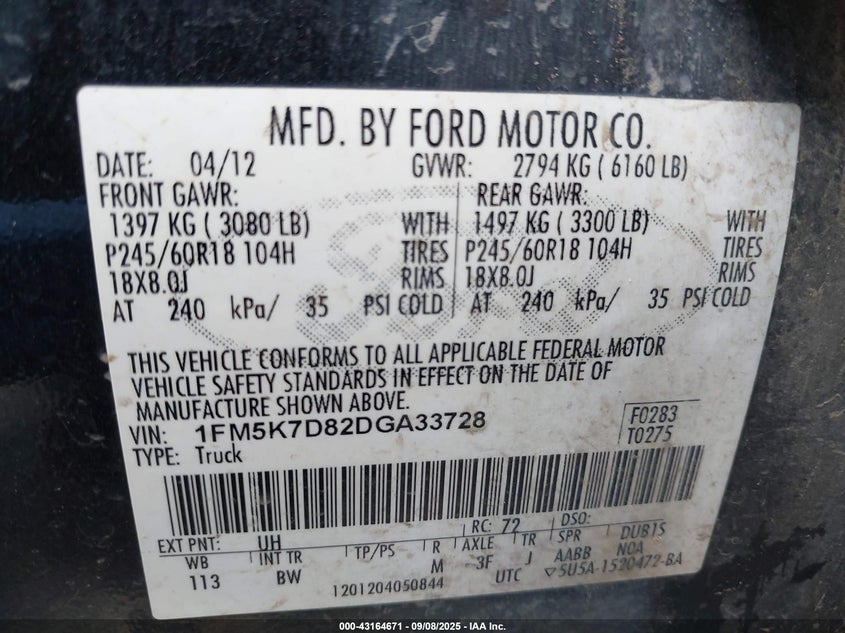 MFD. BY FORD MOTOR CO.
DATE: 04/12 GVWR: 2794 KG ( 6160 LB)
FRONT GAWR: REAR GAWR:
1397 KG ( 3080 LB) WITH 1497 KG ( 3300 LB) WITH
P245/60R18 104H TIRES P245/60R18 104H TIRES
18X8.0J RIMS 18X8.0J RIMS
AT 240 kPa/ 35 PSI COLD AT 240 kPa/ 35 PSI COLD
THIS VEHICLE CONFORMS TO ALL APPLICABLE FEDERAL MOTOR
VEHICLE SAFETY STANDARDS IN EFFECT ON THE DATE OF
MANUFACTURE SHOWN ABOVE.
VIN: 1FM5K7D82DGA33728 F0283
TYPE: Truck T0275
EXT PNT: UH RC: 72 DSO:
WB INT TR TP/PS R AXLE TR SPR DUB1S
113 BW M 3F J AABB NOA
1201204050844 UTC ▽5U5A-1520472-BA
Ford
000-43164671 - 09/08/2025 - IAA Inc.